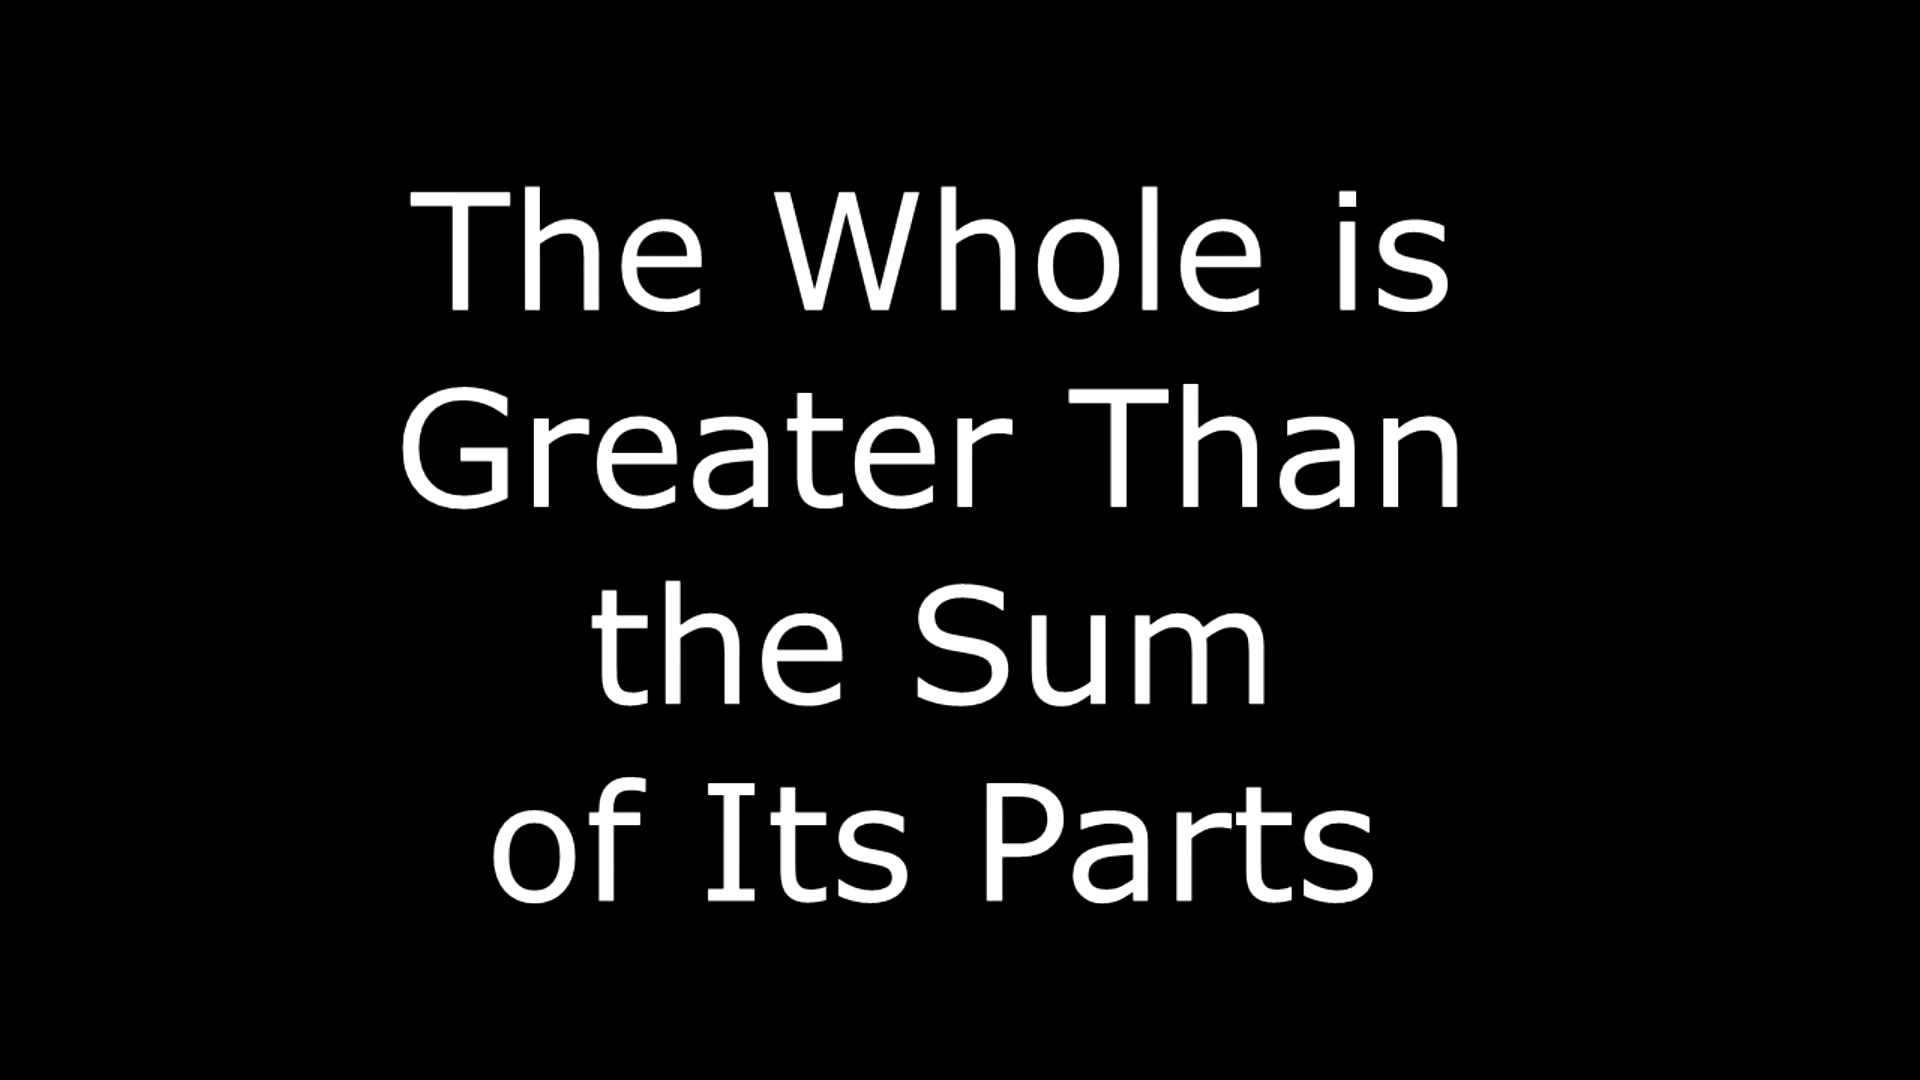 The Whole is
Greater Than
the Sum
of Its Parts